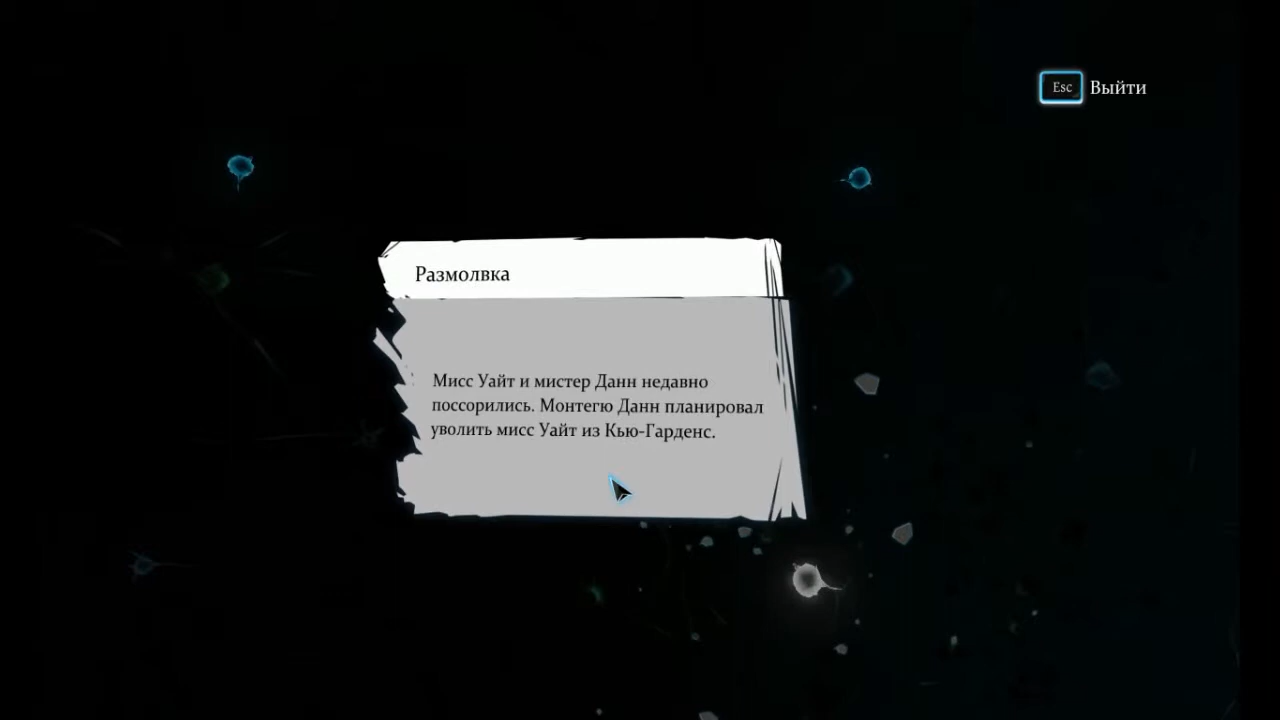 Esc Выйти
Размолвка
Мисс Уайт и мистер Данн недавно
поссорились. Монтегю Данн планировал
уволить мисс Уайт из Кью-Гарденс.